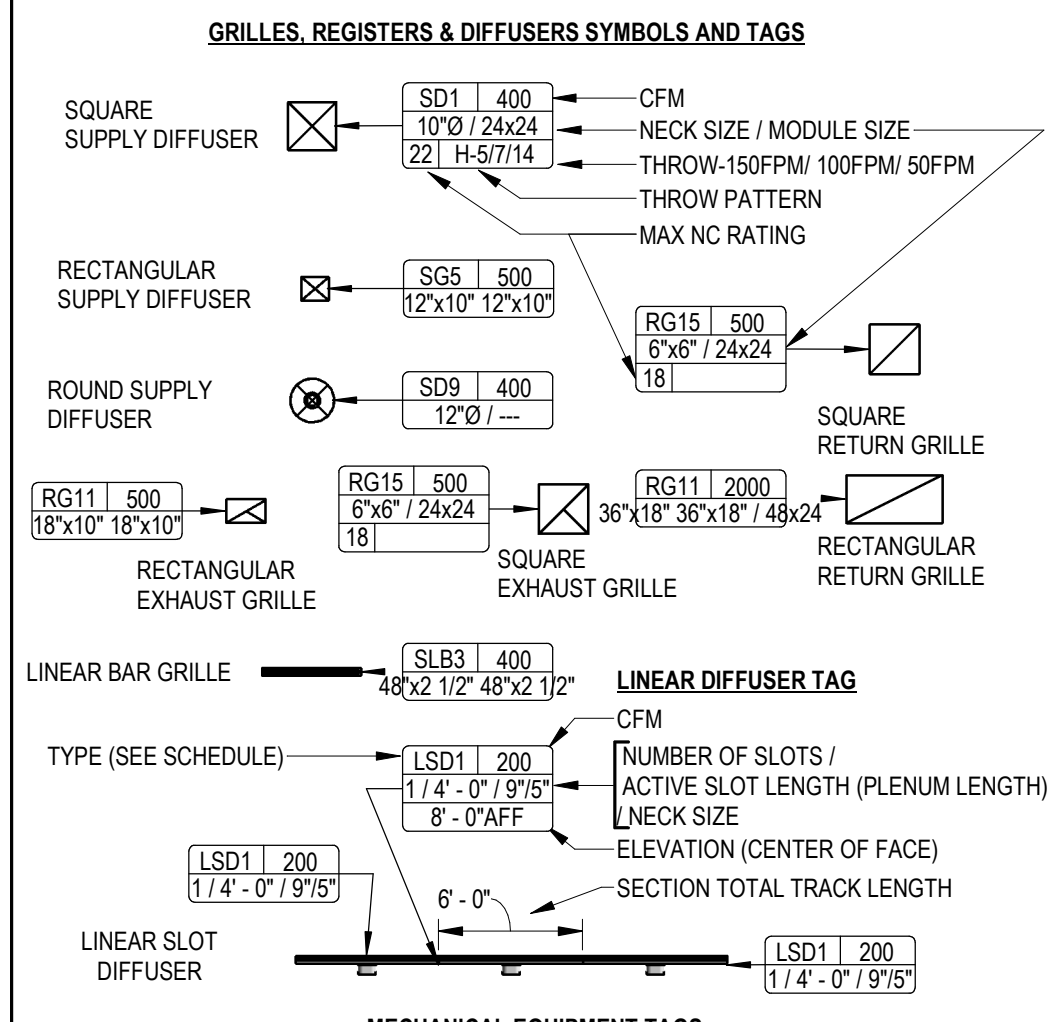 GRILLES, REGISTERS & DIFFUSERS SYMBOLS AND TAGS
SQUARE
SUPPLY DIFFUSER
SD1 400
10"Ø / 24x24
22 H-5/7/14
CFM
NECK SIZE / MODULE SIZE
THROW-150FPM/ 100FPM/ 50FPM
THROW PATTERN
MAX NC RATING
RECTANGULAR
SUPPLY DIFFUSER
SG5 500
12"x10" 12"x10"
RG15 500
6"x6" / 24x24
18
SQUARE
RETURN GRILLE
ROUND SUPPLY
DIFFUSER
SD9 400
12"Ø / ---
RG11 500
18"x10" 18"x10"
RECTANGULAR
EXHAUST GRILLE
RG15 500
6"x6" / 24x24
18
SQUARE
EXHAUST GRILLE
RG11 2000
36"x18" 36"x18" / 48x24
RECTANGULAR
RETURN GRILLE
LINEAR BAR GRILLE
SLB3 400
48"x2 1/2" 48"x2 1/2"
LINEAR DIFFUSER TAG
TYPE (SEE SCHEDULE)
LSD1 200
1 / 4' - 0" / 9"/5"
8' - 0"AFF
CFM
NUMBER OF SLOTS /
ACTIVE SLOT LENGTH (PLENUM LENGTH)
/ NECK SIZE
ELEVATION (CENTER OF FACE)
SECTION TOTAL TRACK LENGTH
LSD1 200
1 / 4' - 0" / 9"/5"
6' - 0"
LINEAR SLOT
DIFFUSER
LSD1 200
1 / 4' - 0" / 9"/5"
MECHANICAL EQUIPMENT TAGS